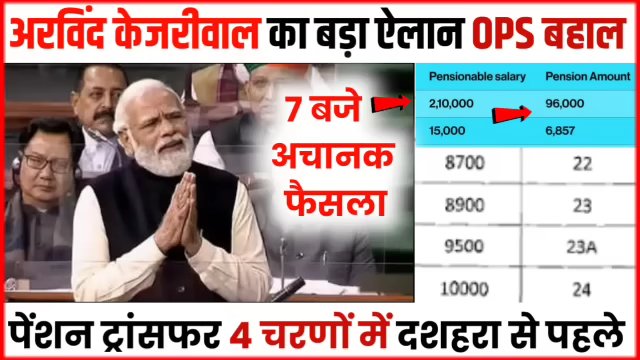 अरविंद केजरीवाल का बड़ा ऐलान OPS बहाल
7 बजे
अचानक
फैसला
Pensionable salary Pension Amount
2,10,000 96,000
15,000 6,857
8700 22
8900 23
9500 23A
10000 24
पेंशन ट्रांसफर 4 चरणों में दशहरा से पहले